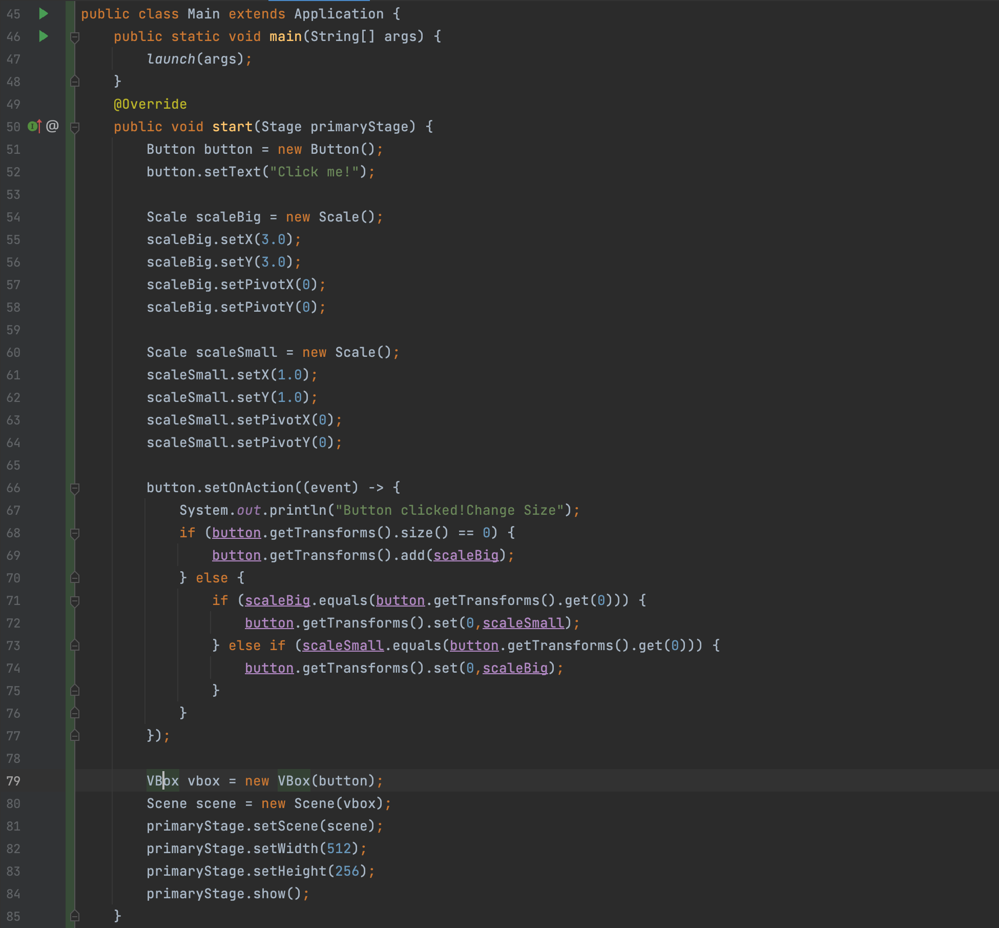 45 public class Main extends Application {
46 public static void main(String[] args) {
47 launch(args);
48 }
49 @Override
50 @ public void start(Stage primaryStage) {
51 Button button = new Button();
52 button.setText("Click me!");
53
54 Scale scaleBig = new Scale();
55 scaleBig.setX(3.0);
56 scaleBig.setY(3.0);
57 scaleBig.setPivotX(0);
58 scaleBig.setPivotY(0);
59
60 Scale scaleSmall = new Scale();
61 scaleSmall.setX(1.0);
62 scaleSmall.setY(1.0);
63 scaleSmall.setPivotX(0);
64 scaleSmall.setPivotY(0);
65
66 button.setOnAction((event) -> {
67 System.out.println("Button clicked!Change Size");
68 if (button.getTransforms().size() == 0) {
69 button.getTransforms().add(scaleBig);
70 } else {
71 if (scaleBig.equals(button.getTransforms().get(0))) {
72 button.getTransforms().set(0,scaleSmall);
73 } else if (scaleSmall.equals(button.getTransforms().get(0))) {
74 button.getTransforms().set(0,scaleBig);
75 }
76 }
77 });
78
79 VBox vbox = new VBox(button);
80 Scene scene = new Scene(vbox);
81 primaryStage.setScene(scene);
82 primaryStage.setWidth(512);
83 primaryStage.setHeight(256);
84 primaryStage.show();
85 }